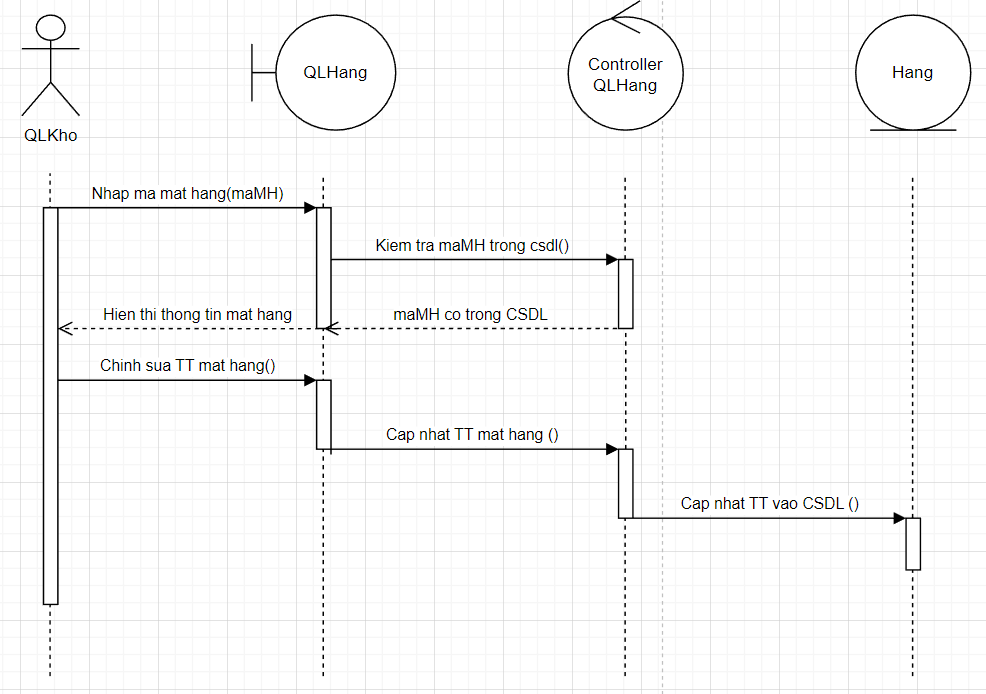 QLHang
Controller
QLHang
Hang
QLKho
Nhap ma mat hang(maMH)
Kiem tra maMH trong csdl()
Hien thi thong tin mat hang
maMH co trong CSDL
Chinh sua TT mat hang()
Cap nhat TT mat hang ()
Cap nhat TT vao CSDL ()